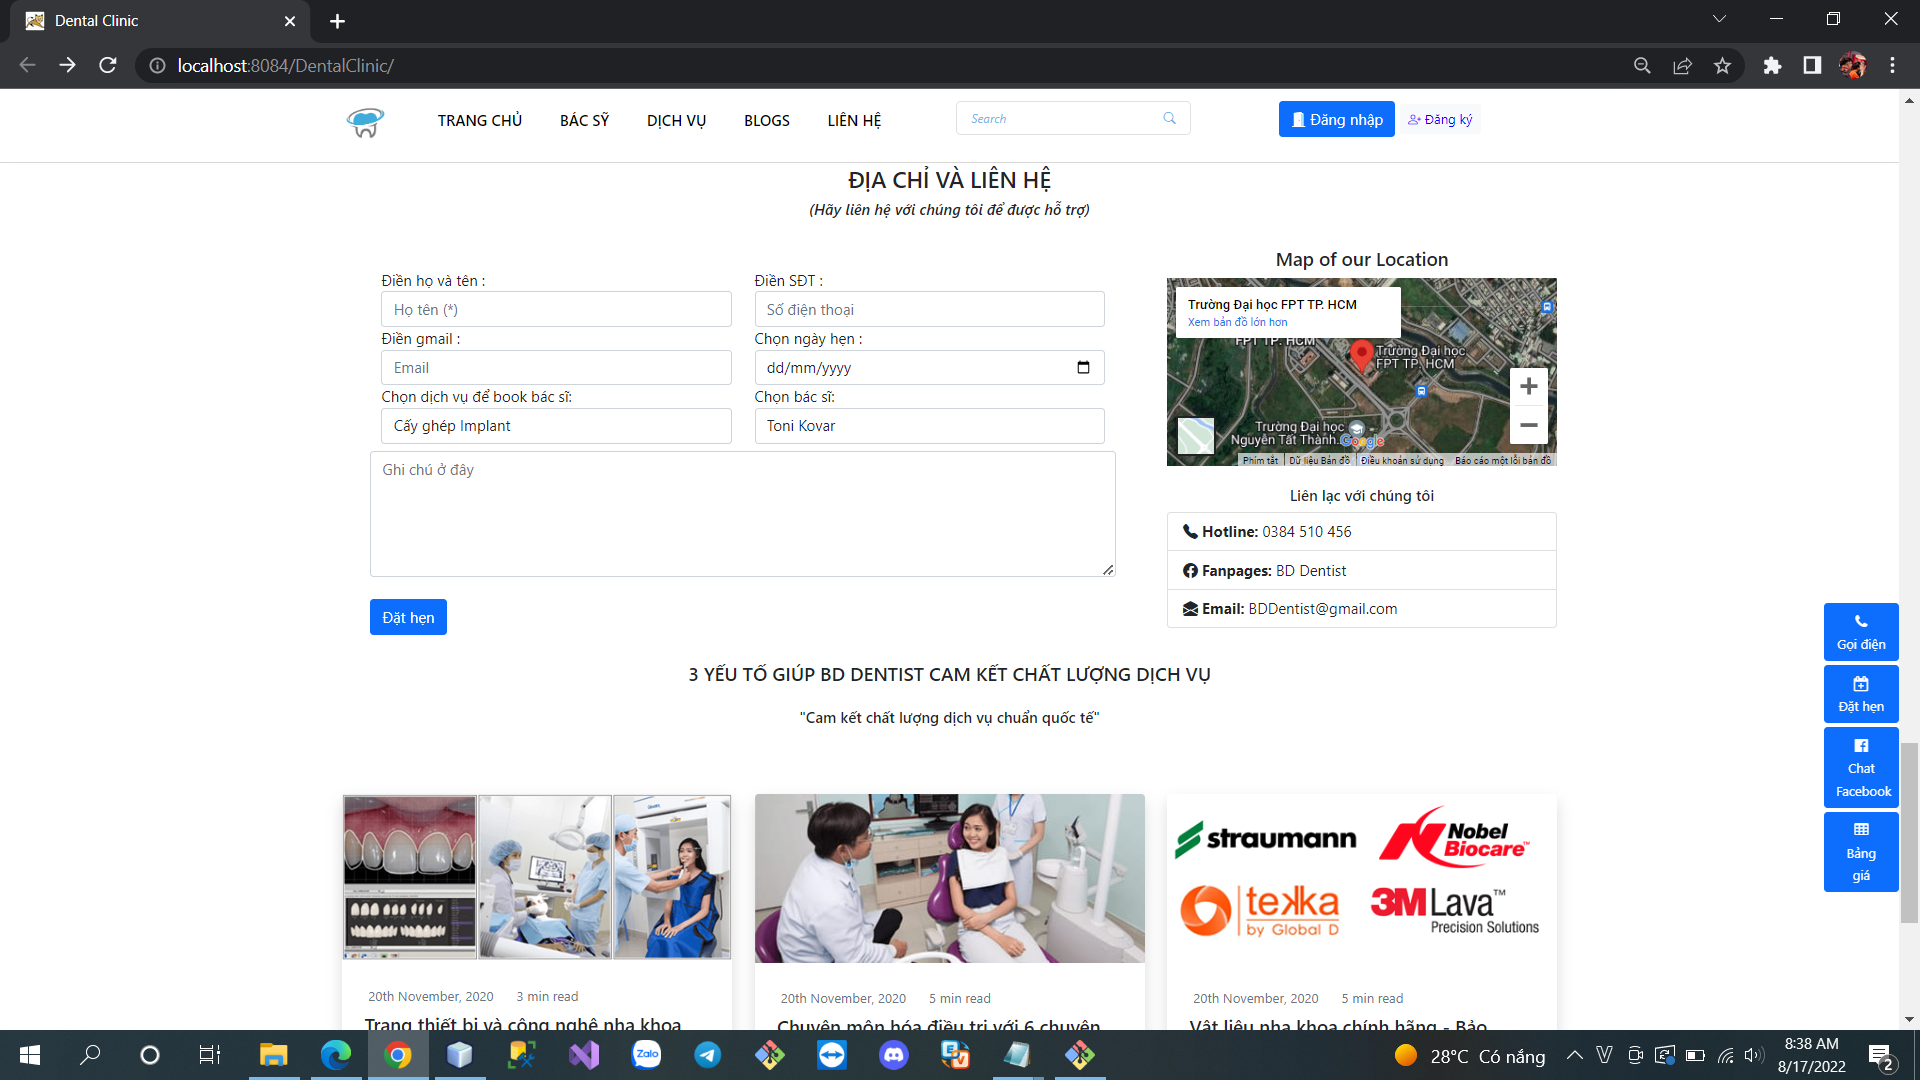 Dental Clinic
localhost:8084/DentalClinic/
TRANG CHỦ BÁC SỸ DỊCH VỤ BLOGS LIÊN HỆ Search Đăng nhập Đăng ký
ĐỊA CHỈ VÀ LIÊN HỆ
(Hãy liên hệ với chúng tôi để được hỗ trợ)
Điền họ và tên : Điền SĐT :
Họ tên (*) Số điện thoại
Điền gmail : Chọn ngày hẹn :
Email dd/mm/yyyy
Chọn dịch vụ để book bác sĩ: Chọn bác sĩ:
Cấy ghép Implant Toni Kovar
Ghi chú ở đây
Đặt hẹn
Map of our Location
Trường Đại học FPT TP. HCM
Xem bản đồ lớn hơn
FPT TP. HCM
Trường Đại học
FPT TP. HCM
Trường Đại học
Nguyễn Tất Thành...
Google
Phím tắt Dữ liệu Bản đồ Điều khoản sử dụng Báo cáo một lỗi bản đồ
Liên lạc với chúng tôi
Hotline: 0384 510 456
Fanpages: BD Dentist
Email: BDDentist@gmail.com
Gọi điện
Đặt hẹn
Chat
Facebook
Bảng
giá
3 YẾU TỐ GIÚP BD DENTIST CAM KẾT CHẤT LƯỢNG DỊCH VỤ
"Cam kết chất lượng dịch vụ chuẩn quốc tế"
straumann
Nobel
Biocare™
tekka
by Global D
3M Lava™
Precision Solutions
20th November, 2020 3 min read
Trang thiết bị và công nghệ nha khoa
20th November, 2020 5 min read
Chuyên môn hóa điều trị với 6 chuyên
20th November, 2020 5 min read
Vật liệu nha khoa chính hãng - Bảo
Zalo
28°C Có nắng
8:38 AM
8/17/2022
2